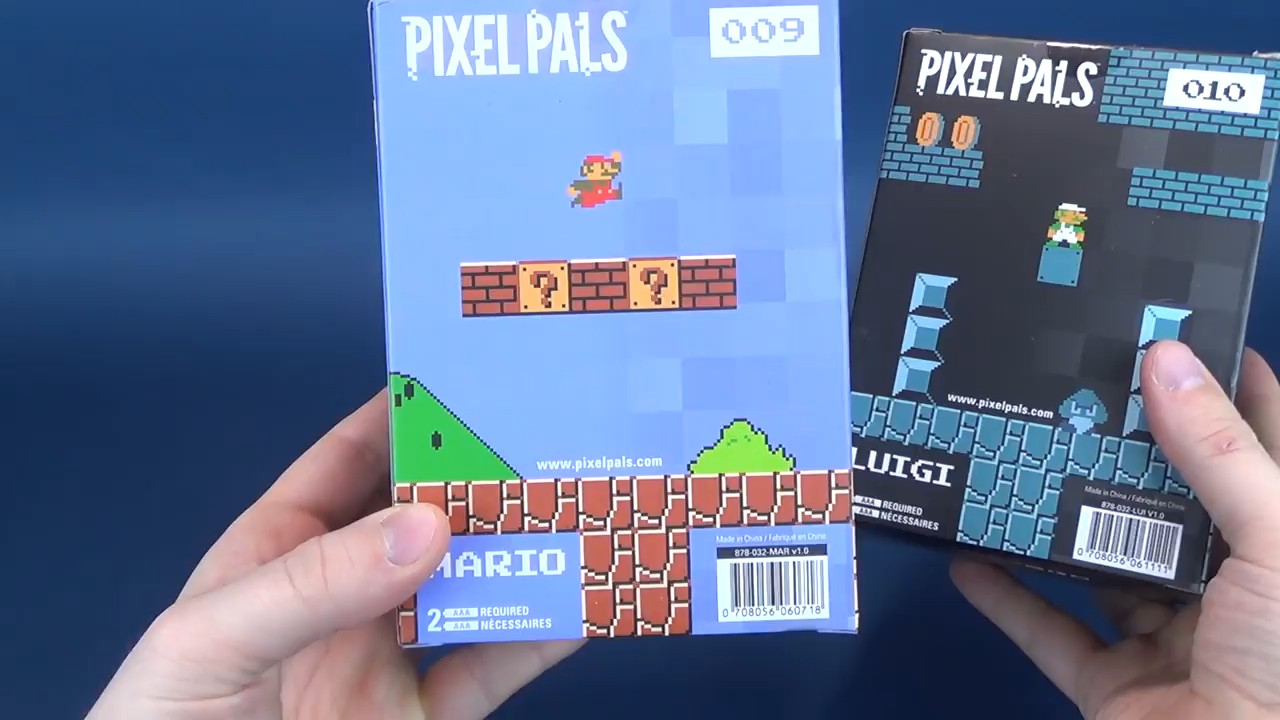 PIXEL PALS
009
?
?
www.pixelpals.com
MARIO
2 AAA REQUIRED
AAA NÉCESSAIRES
Made in China / Fabriqué en Chine
878-032-MAR v1.0
0 708056 060718
PIXEL PALS
010
www.pixelpals.com
LUIGI
AAA REQUIRED
AAA NÉCESSAIRES
Made in China / Fabriqué en Chine
878-032-LUI V1.0
0 708056 061111